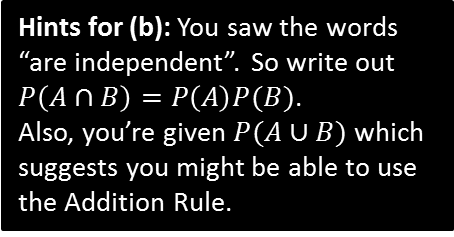 Hints for (b): You saw the words
“are independent”. So write out
P(A ∩ B) = P(A)P(B).
Also, you’re given P(A ∪ B) which
suggests you might be able to use
the Addition Rule.